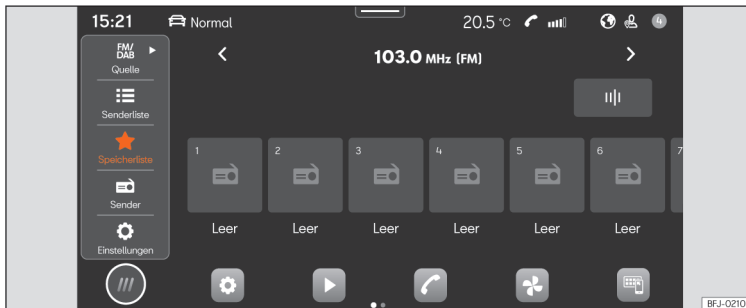 15:21 Normal 20.5 °C 4
FM/
DAB
Quelle
Senderliste
Speicherliste
Sender
Einstellungen
103.0 MHz (FM)
1 2 3 4 5 6 7
Leer Leer Leer Leer Leer Leer
BFJ-0210